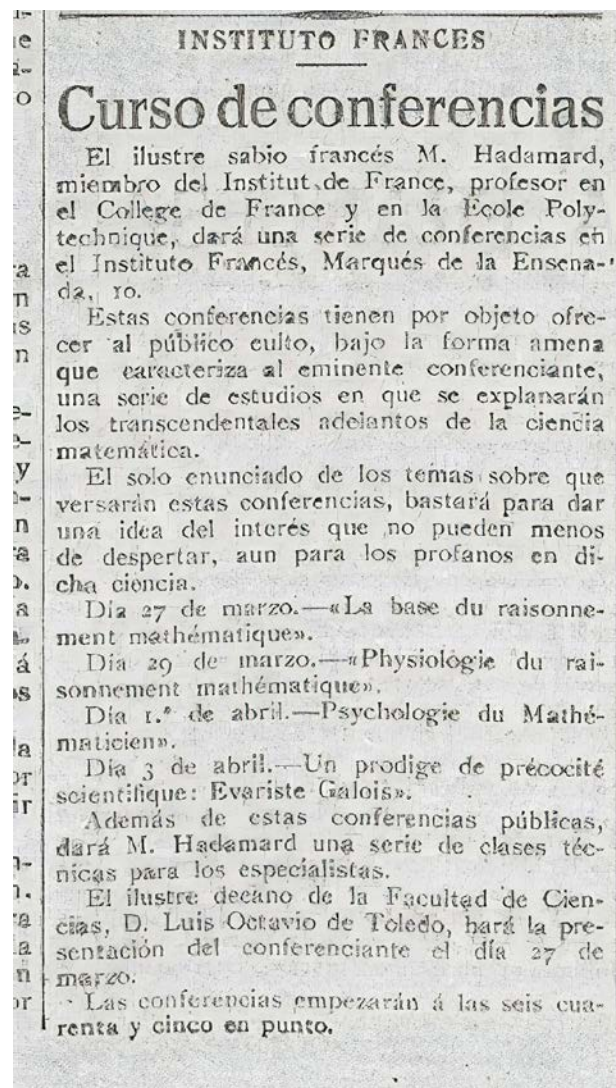 INSTITUTO FRANCES
Curso de conferencias
El ilustre sabio francés M. Hadamard,
miembro del Institut de France, profesor en
el College de France y en la Ecole Poly-
technique, dará una serie de conferencias en
el Instituto Francés, Marqués de la Ensena-
da, 10.
Estas conferencias tienen por objeto ofre-
cer al público culto, bajo la forma amena
que caracteriza al eminente conferenciante,
una serie de estudios en que se explanarán
los transcendentales adelantos de la ciencia
matemática.
El solo enunciado de los temas sobre que
versarán estas conferencias, bastará para dar
una idea del interés que no pueden menos
de despertar, aun para los profanos en di-
cha ciencia.
Día 27 de marzo.—«La base du raisonne-
ment mathématique».
Día 29 de marzo.—«Physiologie du rai-
sonnement mathématique».
Día 1.º de abril.—Psychologie du Mathé-
maticien».
Día 3 de abril.—Un prodige de précocité
scientifique: Evariste Galois».
Además de estas conferencias públicas,
dará M. Hadamard una serie de clases téc-
nicas para los especialistas.
El ilustre decano de la Facultad de Cien-
cias, D. Luis Octavio de Toledo, hará la pre-
sentación del conferenciante el día 27 de
marzo.
Las conferencias empezarán á las seis cua-
renta y cinco en punto.